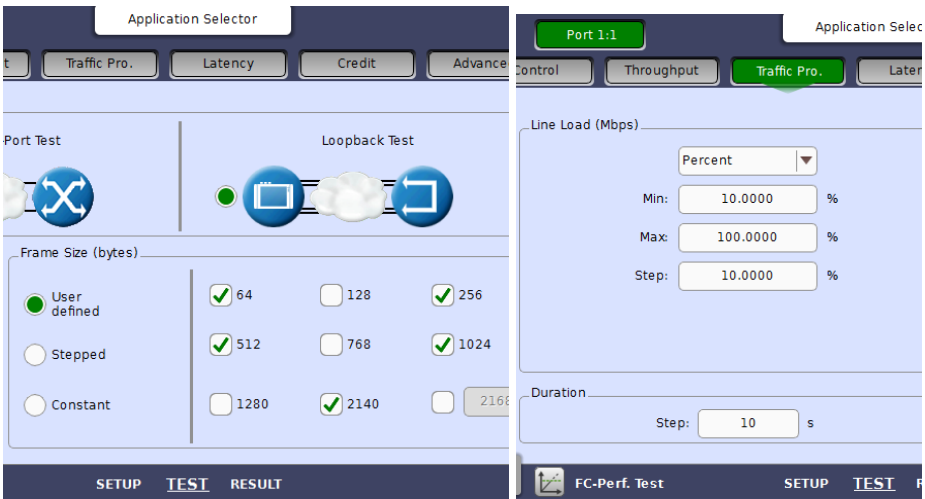 Application Selector
t
Traffic Pro.
Latency
Credit
Advance
-Port Test
Loopback Test
Frame Size (bytes)
User
defined
64
128
256
Stepped
512
768
1024
Constant
1280
2140
2168
SETUP TEST RESULT
Port 1:1
Application Selec
Control
Throughput
Traffic Pro.
Laten
Line Load (Mbps)
Percent
Min: 10.0000 %
Max: 100.0000 %
Step: 10.0000 %
Duration
Step: 10 s
FC-Perf. Test
SETUP TEST R